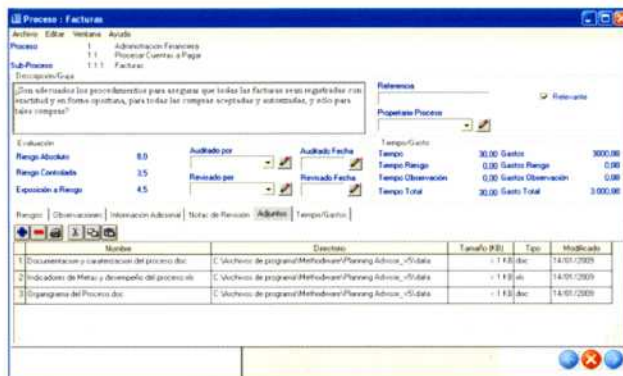 Proceso : Facturas
Archivo Editar Ventana Ayuda
Proceso 1 Administración Financiera
1.1 Procesar Cuentas a Pagar
Sub-Proceso 1.1.1 Facturas
Descripción/Guía
¿Son adecuados los procedimientos para asegurar que todas las facturas sean registradas con
exactitud y en forma oportuna, para todas las compras aceptadas y autorizadas, y sólo para
tales compras?
Referencia
Relevante
Propietario Proceso
Evaluación
Riesgo Absoluto 8,0
Riesgo Controlado 3,5
Exposición a Riesgo 4,5
Auditado por Auditado Fecha
Revisado por Revisado Fecha
Tiempo/Gasto
Tiempo 30,00 Gastos 3000,00
Tiempo Riesgo 0,00 Gastos Riesgo 0,00
Tiempo Observación 0,00 Gastos Observación 0,00
Tiempo Total 30,00 Gasto Total 3.000,00
Riesgos Observaciones Información Adicional Notas de Revisión Adjuntos Tiempo/Gastos
Nombre Directorio Tamaño (KB) Tipo Modificado
1 Documentacion y caraterizacion del proceso.doc C:\Archivos de programa\Methodware\Planning Advisor_v5\data < 1 KB doc 14/01/2009
2 Indicadores de Metas y desempeño del proceso.xls C:\Archivos de programa\Methodware\Planning Advisor_v5\data < 1 KB xls 14/01/2009
3 Organigrama del Proceso.doc C:\Archivos de programa\Methodware\Planning Advisor_v5\data < 1 KB doc 14/01/2009